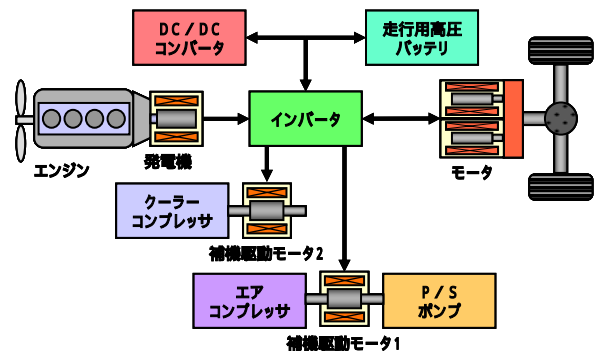 DC/DC
コンバータ
走行用高圧
バッテリ
インバータ
エンジン
発電機
モータ
クーラー
コンプレッサ
補機駆動モータ2
エア
コンプレッサ
P/S
ポンプ
補機駆動モータ1